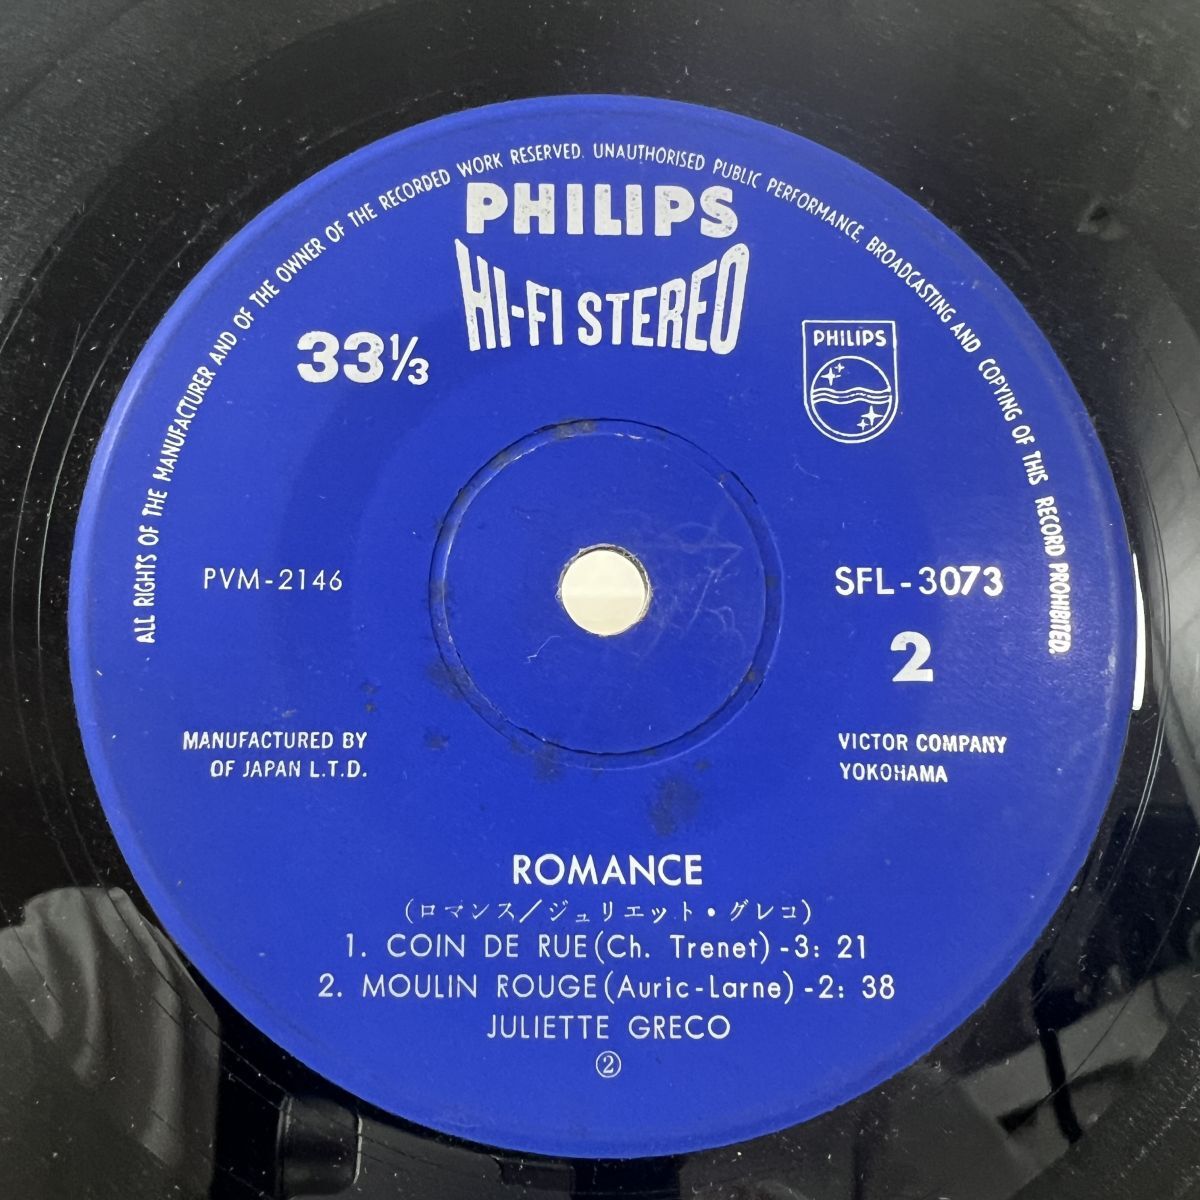 ALL RIGHTS OF THE MANUFACTURER AND OF THE OWNER OF THE RECORDED WORK RESERVED. UNAUTHORISED PUBLIC PERFORMANCE, BROADCASTING AND COPYING OF THIS RECORD PROHIBITED.
PHILIPS
HI-FI STEREO
33⅓
PHILIPS
PVM-2146
SFL-3073
2
MANUFACTURED BY
OF JAPAN L.T.D.
VICTOR COMPANY
YOKOHAMA
ROMANCE
(ロマンス/ジュリエット・グレコ)
1. COIN DE RUE (Ch. Trenet) -3: 21
2. MOULIN ROUGE (Auric-Larne) -2: 38
JULIETTE GRECO
②